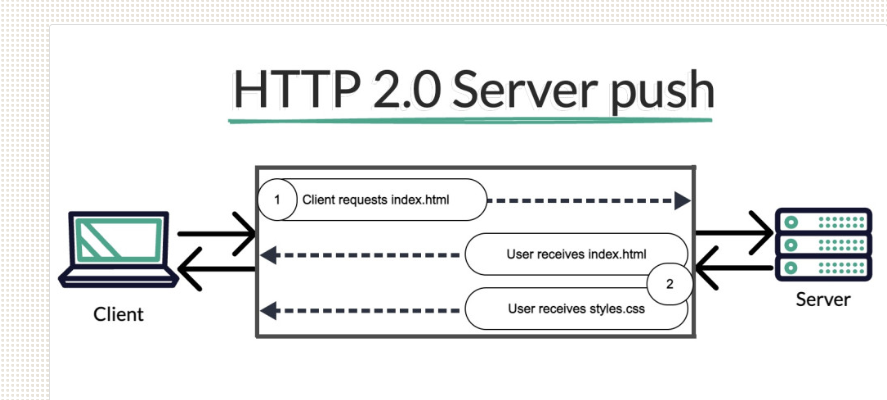 HTTP 2.0 Server push
1 Client requests index.html
User receives index.html
2
User receives styles.css
Client
Server